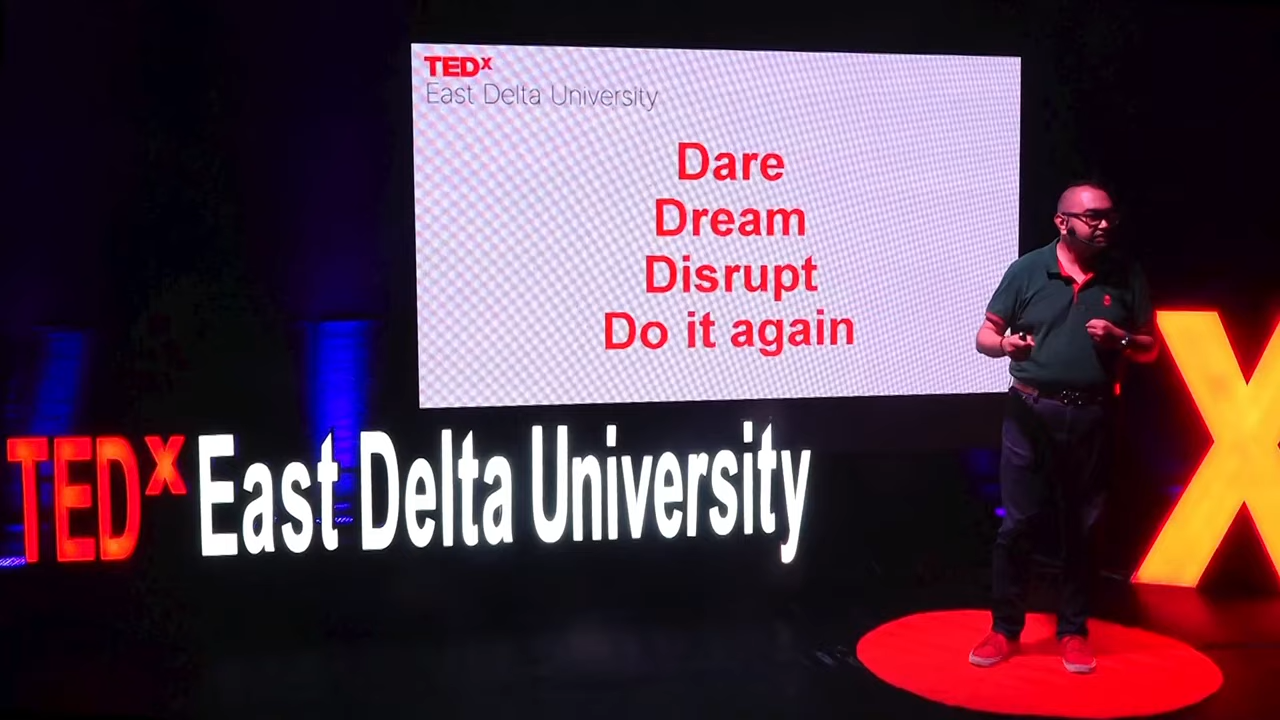 TEDx
East Delta University
Dare
Dream
Disrupt
Do it again
TEDx East Delta University
X